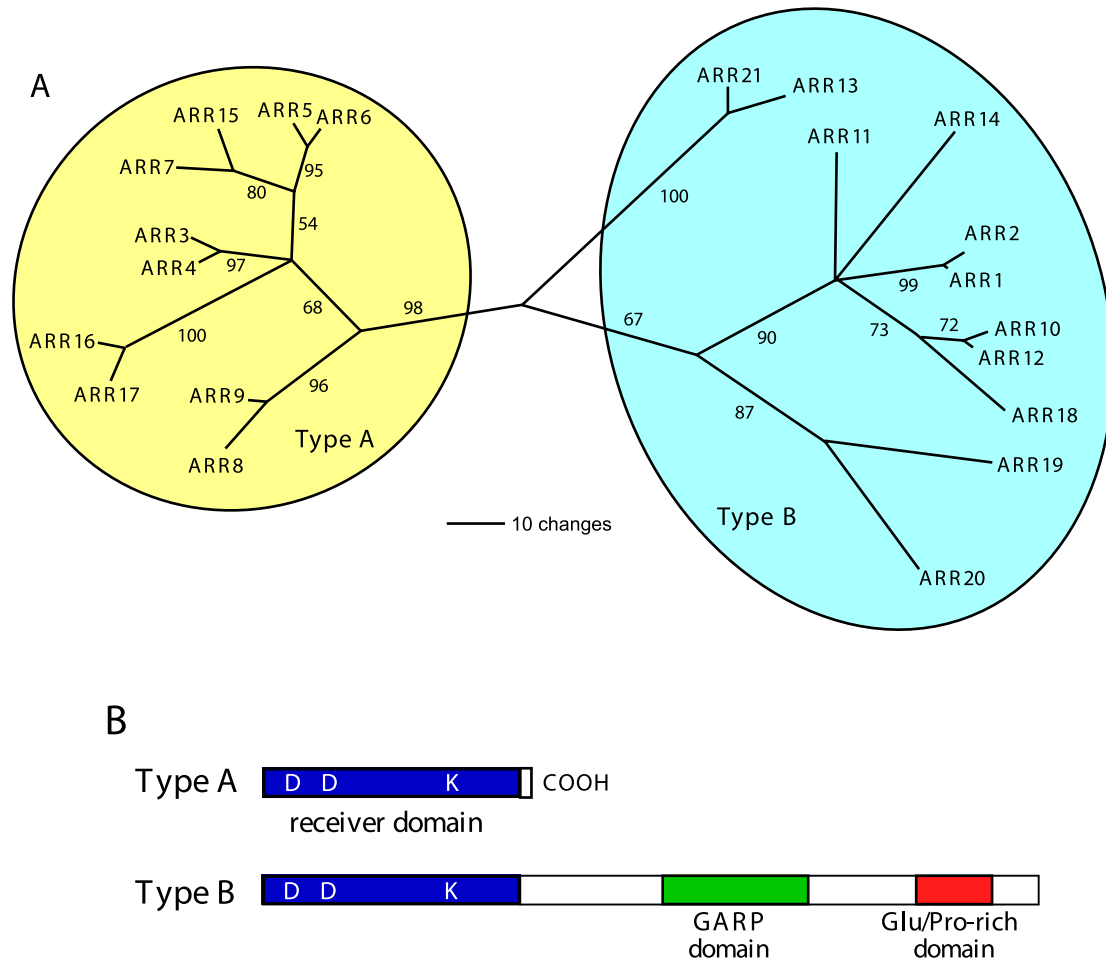 A
ARR15
ARR5
ARR6
ARR7
95
80
54
ARR3
ARR4
97
68
98
ARR16
100
ARR17
ARR9
96
ARR8
Type A
ARR21
ARR13
ARR11
ARR14
100
ARR2
ARR1
99
67
90
73
72
ARR10
ARR12
ARR18
87
ARR19
ARR20
Type B
10 changes
B
Type A
D D K
COOH
receiver domain
Type B
D D K
GARP
domain
Glu/Pro-rich
domain